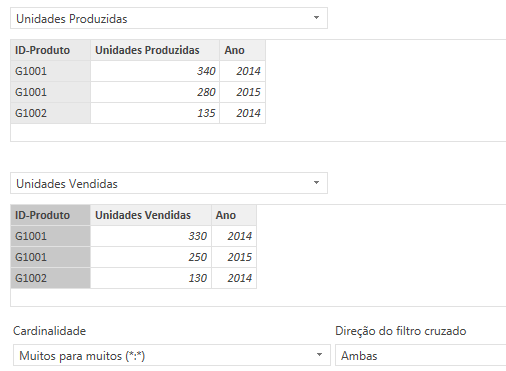 Unidades Produzidas
ID-Produto Unidades Produzidas Ano
G1001 340 2014
G1001 280 2015
G1002 135 2014
Unidades Vendidas
ID-Produto Unidades Vendidas Ano
G1001 330 2014
G1001 250 2015
G1002 130 2014
Cardinalidade Direção do filtro cruzado
Muitos para muitos (*:*) Ambas